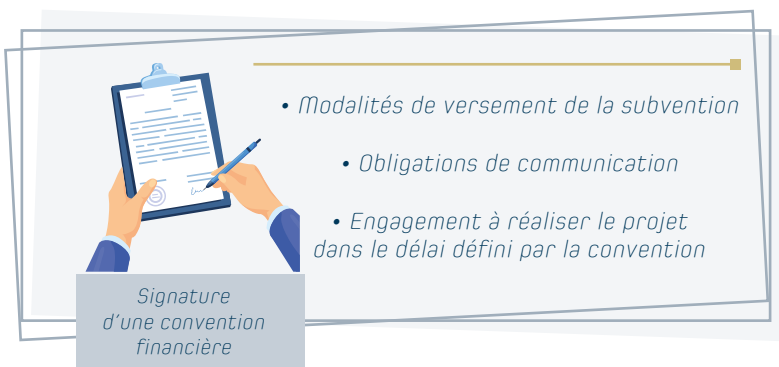 • Modalités de versement de la subvention
• Obligations de communication
• Engagement à réaliser le projet
dans le délai défini par la convention
Signature
d’une convention
financière